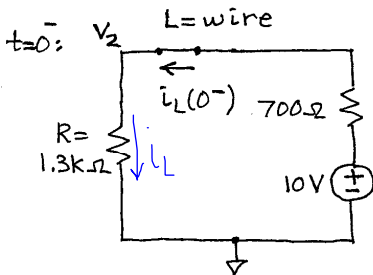 L=wire
t=0⁻: V₂
i_L(0⁻)
700Ω
R=
1.3KΩ
i_L
10V
+
-